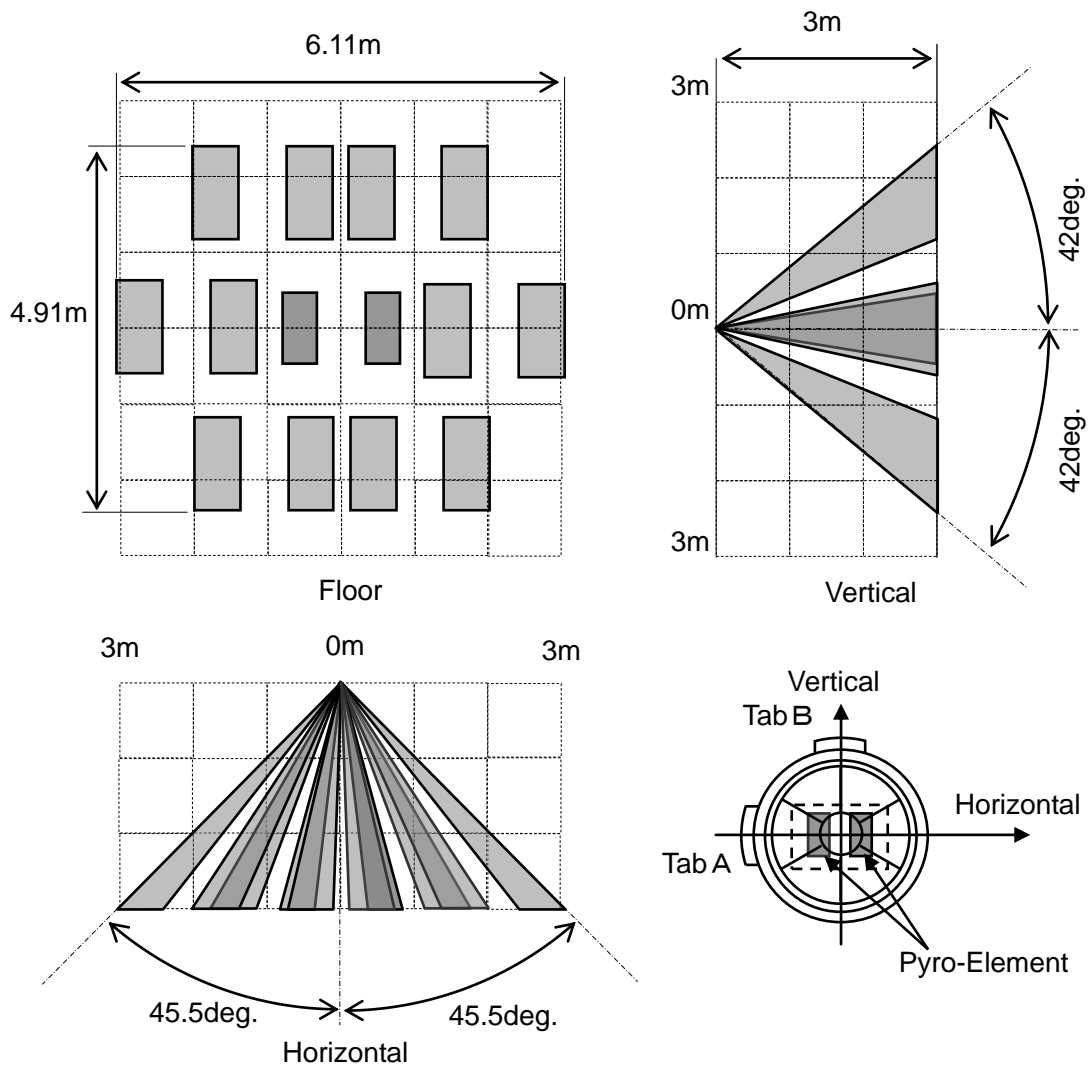 6.11m
4.91m
Floor
3m
3m
0m
3m
42deg.
42deg.
Vertical
3m
0m
3m
45.5deg.
45.5deg.
Horizontal
Vertical
Tab B
Horizontal
Tab A
Pyro-Element